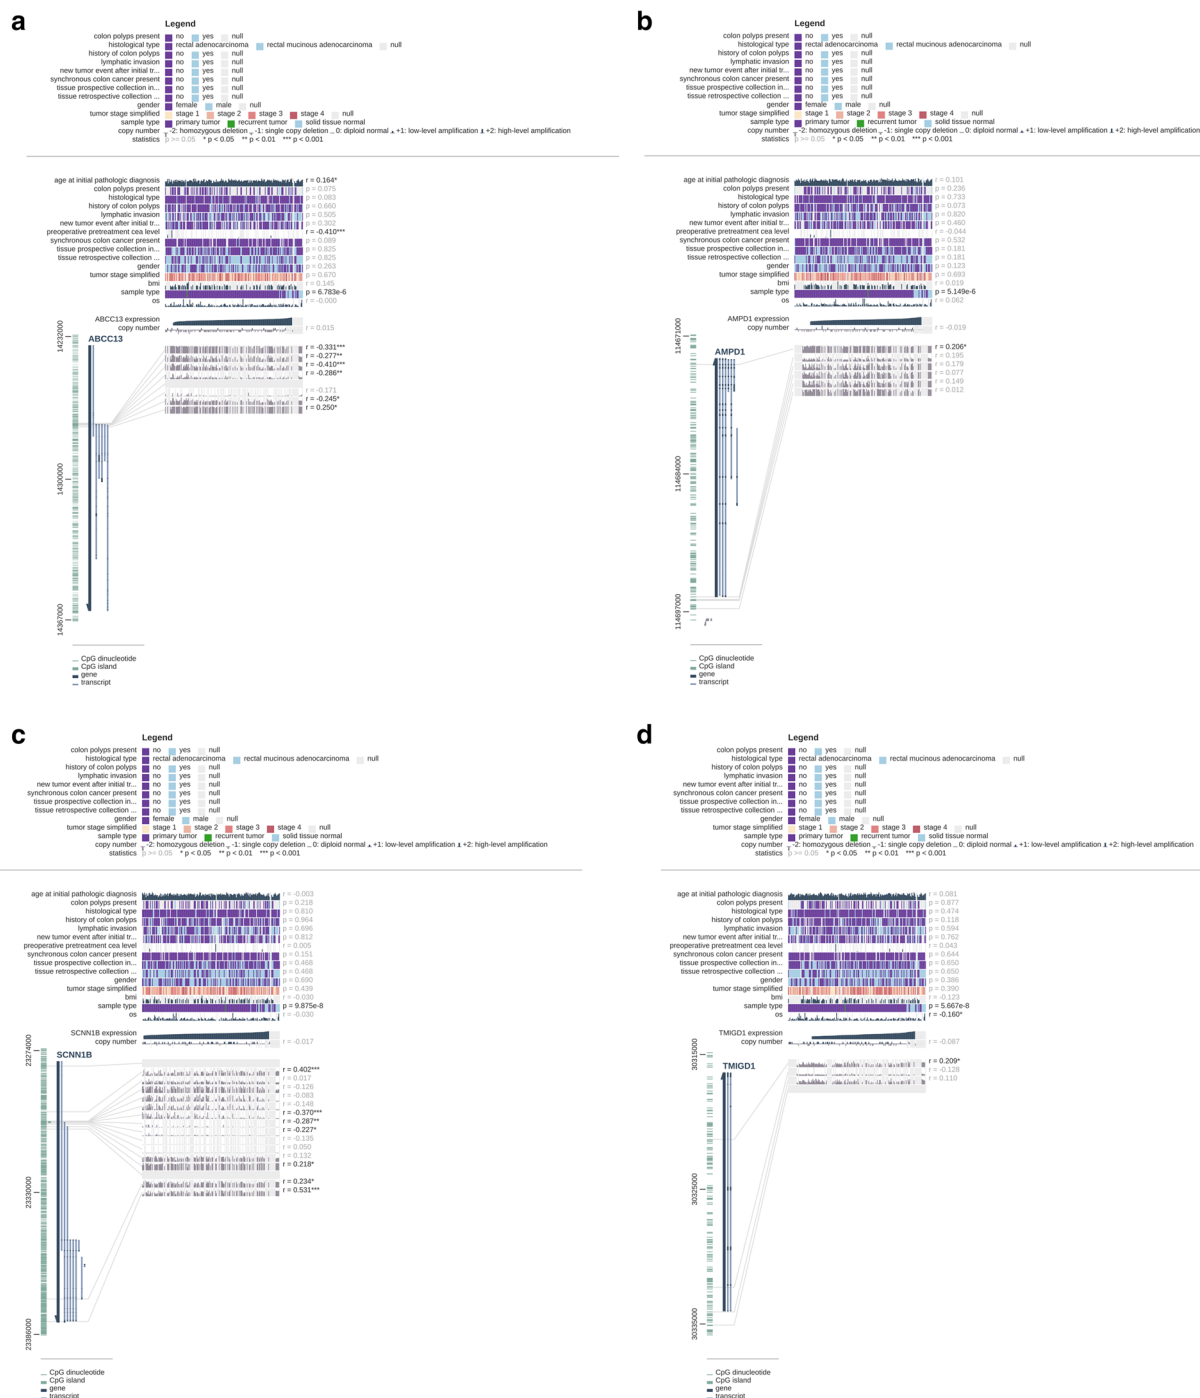 a
Legend
colon polyps present no yes null
histological type rectal adenocarcinoma rectal mucinous adenocarcinoma null
history of colon polyps no yes null
lymphatic invasion no yes null
new tumor event after initial tr... no yes null
synchronous colon cancer present no yes null
tissue prospective collection in... no yes null
tissue retrospective collection ... no yes null
gender female male null
tumor stage simplified stage 1 stage 2 stage 3 stage 4 null
sample type primary tumor recurrent tumor solid tissue normal
copy number -2: homozygous deletion -1: single copy deletion 0: diploid normal +1: low-level amplification +2: high-level amplification
statistics p >= 0.05 * p < 0.05 ** p < 0.01 *** p < 0.001
age at initial pathologic diagnosis r = 0.164*
colon polyps present p = 0.075
histological type p = 0.083
history of colon polyps p = 0.660
lymphatic invasion p = 0.505
new tumor event after initial tr... p = 0.302
preoperative pretreatment cea level r = -0.410***
synchronous colon cancer present p = 0.089
tissue prospective collection in... p = 0.825
tissue retrospective collection ... p = 0.825
gender p = 0.263
tumor stage simplified p = 0.670
bmi r = 0.145
sample type p = 6.783e-6
os r = -0.000
ABCC13 expression
copy number r = 0.015
ABCC13
r = -0.331***
r = -0.277**
r = -0.410***
r = -0.286**
r = -0.171
r = -0.245*
r = 0.250*
14232000
14300000
14367000
CpG dinucleotide
CpG island
gene
transcript
b
Legend
colon polyps present no yes null
histological type rectal adenocarcinoma rectal mucinous adenocarcinoma null
history of colon polyps no yes null
lymphatic invasion no yes null
new tumor event after initial tr... no yes null
synchronous colon cancer present no yes null
tissue prospective collection in... no yes null
tissue retrospective collection ... no yes null
gender female male null
tumor stage simplified stage 1 stage 2 stage 3 stage 4 null
sample type primary tumor recurrent tumor solid tissue normal
copy number -2: homozygous deletion -1: single copy deletion 0: diploid normal +1: low-level amplification +2: high-level amplification
statistics p >= 0.05 * p < 0.05 ** p < 0.01 *** p < 0.001
age at initial pathologic diagnosis r = 0.101
colon polyps present p = 0.236
histological type p = 0.733
history of colon polyps p = 0.073
lymphatic invasion p = 0.820
new tumor event after initial tr... p = 0.460
preoperative pretreatment cea level r = -0.044
synchronous colon cancer present p = 0.532
tissue prospective collection in... p = 0.181
tissue retrospective collection ... p = 0.181
gender p = 0.123
tumor stage simplified p = 0.693
bmi r = 0.019
sample type p = 5.149e-6
os r = 0.062
AMPD1 expression
copy number r = -0.019
AMPD1
r = 0.206*
r = 0.195
r = 0.179
r = 0.077
r = 0.149
r = 0.012
114671000
114684000
114697000
CpG dinucleotide
CpG island
gene
transcript
c
Legend
colon polyps present no yes null
histological type rectal adenocarcinoma rectal mucinous adenocarcinoma null
history of colon polyps no yes null
lymphatic invasion no yes null
new tumor event after initial tr... no yes null
synchronous colon cancer present no yes null
tissue prospective collection in... no yes null
tissue retrospective collection ... no yes null
gender female male null
tumor stage simplified stage 1 stage 2 stage 3 stage 4 null
sample type primary tumor recurrent tumor solid tissue normal
copy number -2: homozygous deletion -1: single copy deletion 0: diploid normal +1: low-level amplification +2: high-level amplification
statistics p >= 0.05 * p < 0.05 ** p < 0.01 *** p < 0.001
age at initial pathologic diagnosis r = -0.003
colon polyps present p = 0.218
histological type p = 0.810
history of colon polyps p = 0.964
lymphatic invasion p = 0.696
new tumor event after initial tr... p = 0.812
preoperative pretreatment cea level r = 0.005
synchronous colon cancer present p = 0.151
tissue prospective collection in... p = 0.468
tissue retrospective collection ... p = 0.468
gender p = 0.690
tumor stage simplified p = 0.439
bmi r = -0.030
sample type p = 9.875e-8
os r = -0.030
SCNN1B expression
copy number r = -0.017
SCNN1B
r = 0.402***
r = 0.017
r = -0.126
r = -0.083
r = -0.148
r = -0.370***
r = -0.287**
r = -0.227*
r = -0.135
r = 0.050
r = 0.132
r = 0.218*
r = 0.234*
r = 0.531***
23274000
23330000
23386000
CpG dinucleotide
CpG island
gene
transcript
d
Legend
colon polyps present no yes null
histological type rectal adenocarcinoma rectal mucinous adenocarcinoma null
history of colon polyps no yes null
lymphatic invasion no yes null
new tumor event after initial tr... no yes null
synchronous colon cancer present no yes null
tissue prospective collection in... no yes null
tissue retrospective collection ... no yes null
gender female male null
tumor stage simplified stage 1 stage 2 stage 3 stage 4 null
sample type primary tumor recurrent tumor solid tissue normal
copy number -2: homozygous deletion -1: single copy deletion 0: diploid normal +1: low-level amplification +2: high-level amplification
statistics p >= 0.05 * p < 0.05 ** p < 0.01 *** p < 0.001
age at initial pathologic diagnosis r = 0.081
colon polyps present p = 0.877
histological type p = 0.474
history of colon polyps p = 0.118
lymphatic invasion p = 0.594
new tumor event after initial tr... p = 0.762
preoperative pretreatment cea level r = 0.043
synchronous colon cancer present p = 0.644
tissue prospective collection in... p = 0.650
tissue retrospective collection ... p = 0.650
gender p = 0.386
tumor stage simplified p = 0.390
bmi r = -0.123
sample type p = 5.667e-8
os r = -0.160*
TMIGD1 expression
copy number r = -0.087
TMIGD1
r = 0.209*
r = -0.128
r = 0.110
30315000
30325000
30335000
CpG dinucleotide
CpG island
gene
transcript